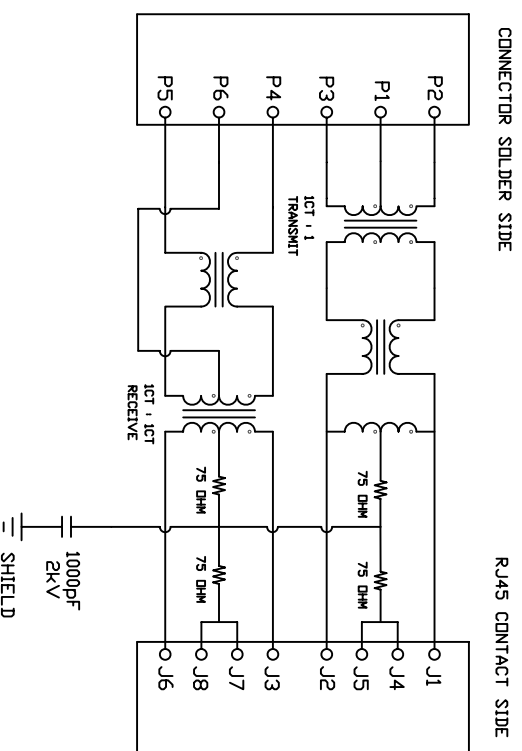 CONNECTOR SOLDER SIDE
RJ45 CONTACT SIDE
P2
P1
P3
P4
P6
P5
1CT : 1
TRANSMIT
1CT : 1CT
RECEIVE
75 OHM
75 OHM
75 OHM
75 OHM
J1
J4
J5
J2
J3
J7
J8
J6
1000pF
2kV
SHIELD